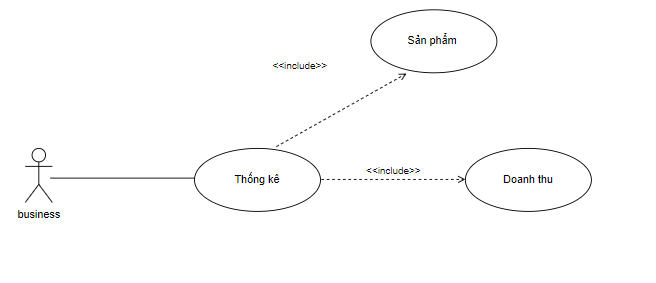 Sản phẩm
<<include>>
<<include>>
Thống kê
Doanh thu
business